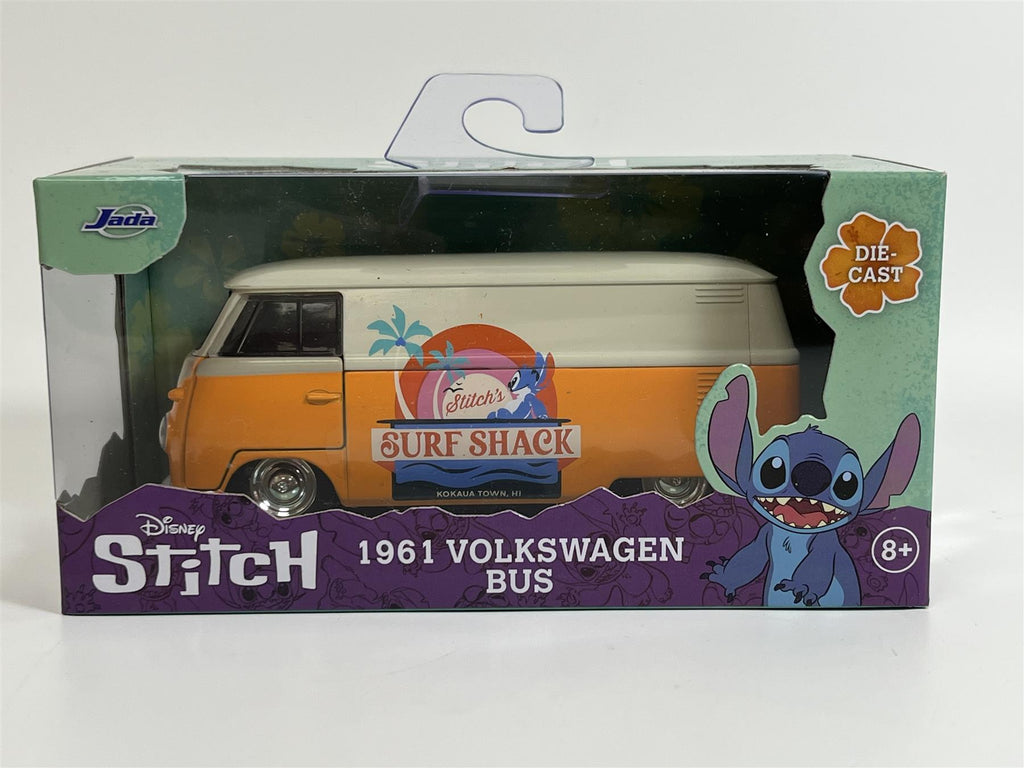 Jada
DIE-
CAST
Stitch's
SURF SHACK
KOKAUA TOWN, HI
DISNEY
Stitch
1961 VOLKSWAGEN
BUS
8+